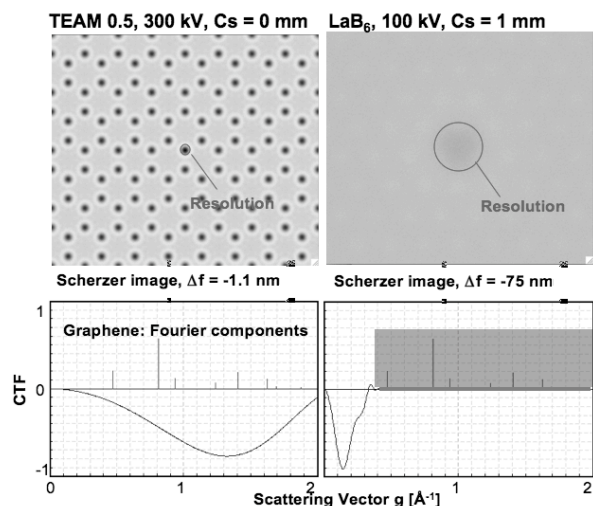 TEAM 0.5, 300 kV, Cs = 0 mm
LaB₆, 100 kV, Cs = 1 mm
Resolution
Resolution
Scherzer image, Δf = -1.1 nm
Scherzer image, Δf = -75 nm
1
Graphene: Fourier components
CTF
0
0
-1
-1
0
1
2
1
2
Scattering Vector g [Å⁻¹]